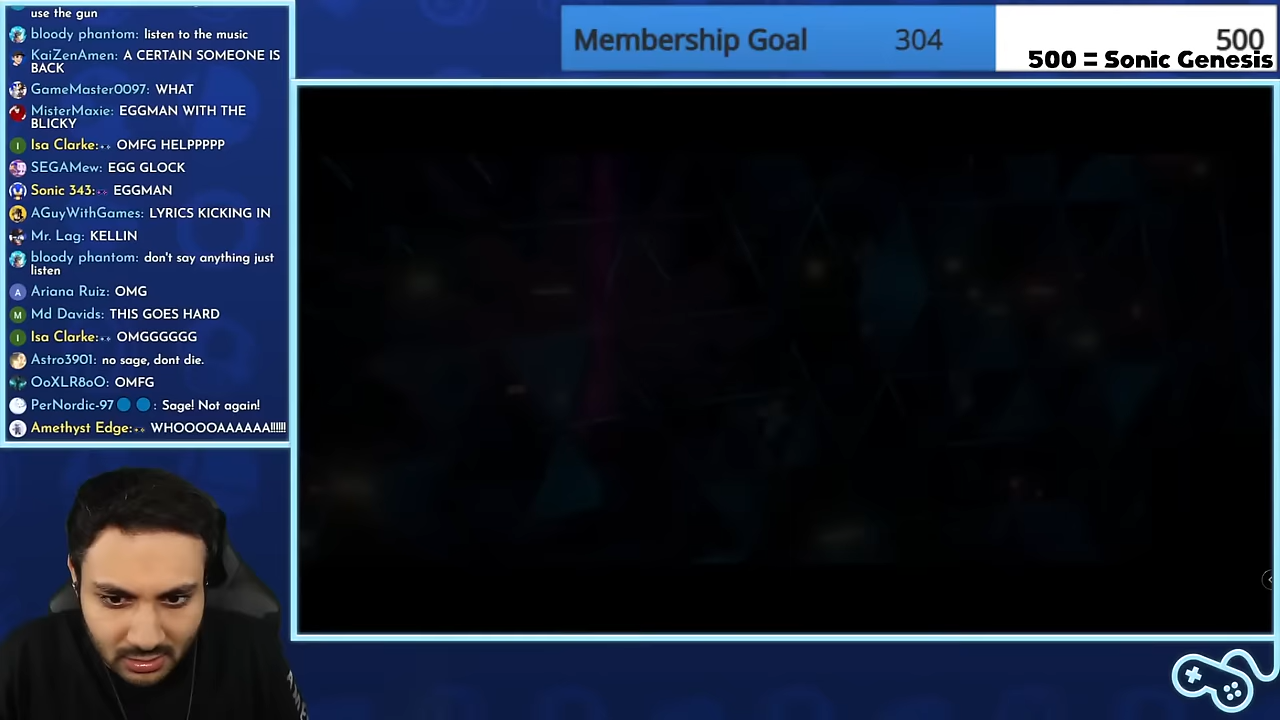 use the gun
bloody phantom: listen to the music
KaiZenAmen: A CERTAIN SOMEONE IS
BACK
GameMaster0097: WHAT
MisterMaxie: EGGMAN WITH THE
BLICKY
Isa Clarke: OMFG HELPPPPP
SEGAMew: EGG GLOCK
Sonic 343: EGGMAN
AGuyWithGames: LYRICS KICKING IN
Mr. Lag: KELLIN
bloody phantom: don't say anything just
listen
Ariana Ruiz: OMG
Md Davids: THIS GOES HARD
Isa Clarke: OMGGGGGG
Astro3901: no sage, dont die.
OoXLR8oO: OMFG
PerNordic-97 : Sage! Not again!
Amethyst Edge: WHOOOOAAAAAA!!!!!!
Membership Goal 304 500
500 = Sonic Genesis